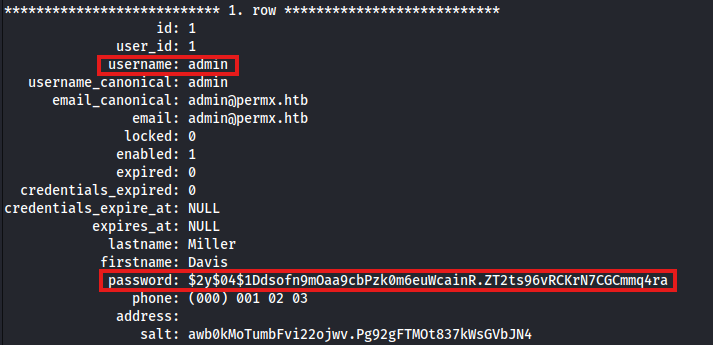 *************************** 1. row ***************************
id: 1
user_id: 1
username: admin
username_canonical: admin
email_canonical: admin@permx.htb
email: admin@permx.htb
locked: 0
enabled: 1
expired: 0
credentials_expired: 0
credentials_expire_at: NULL
expires_at: NULL
lastname: Miller
firstname: Davis
password: $2y$04$1Ddsofn9mOaa9cbPzk0m6euWcainR.ZT2ts96vRCKrN7CGCmmq4ra
phone: (000) 001 02 03
address:
salt: awb0kMoTumbFvi22ojwv.Pg92gFTMOt837kWsGVbJN4